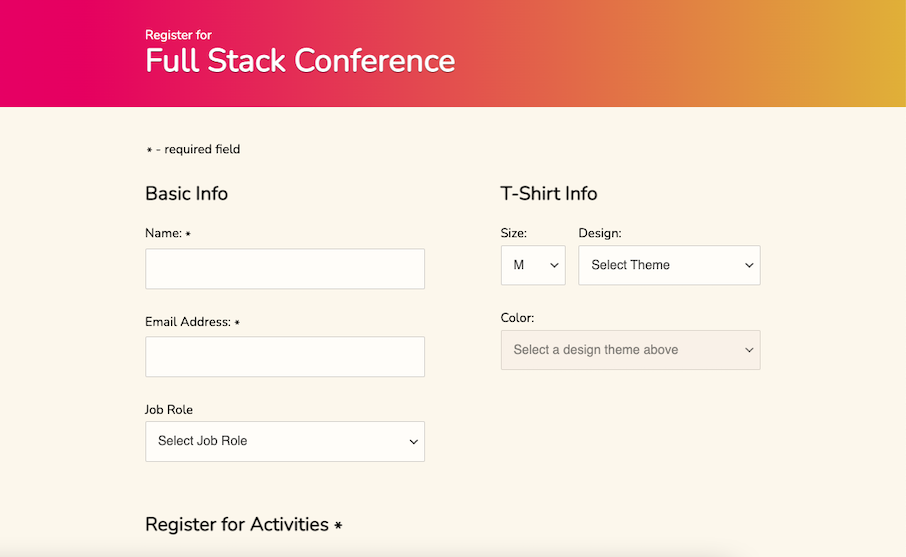 Register for
Full Stack Conference
* - required field
Basic Info
Name: *
Email Address: *
Job Role
Select Job Role
T-Shirt Info
Size:
M
Design:
Select Theme
Color:
Select a design theme above
Register for Activities *